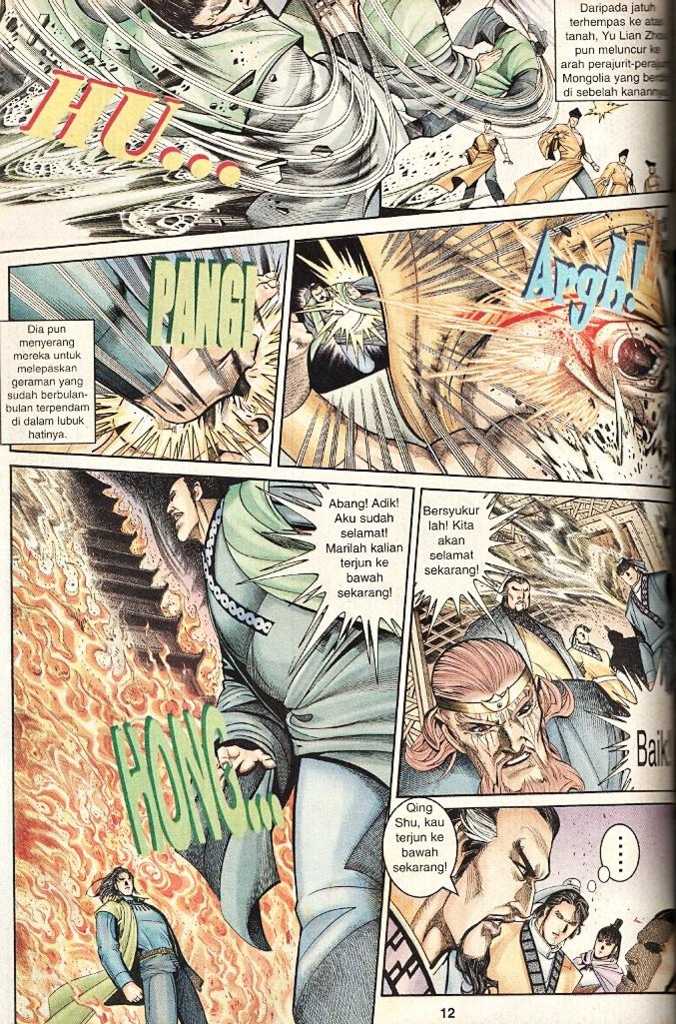 Daripada jatuh
terhempas ke atas
tanah, Yu Lian Zhou
pun meluncur ke
arah perajurit-perajurit
Mongolia yang
di sebelah kanannya.
HU...
PANG!
Argh!
Dia pun
menyerang
mereka untuk
melepaskan
geraman yang
sudah berbulan-
bulan terpendam
di dalam lubuk
hatinya.
Abang! Adik!
Aku sudah
selamat!
Marilah kalian
terjun ke
bawah
sekarang!
Bersyukur
lah! Kita
akan
selamat
sekarang!
HONG...
Baik!
Qing
Shu, kau
terjun ke
bawah
sekarang!
......
12